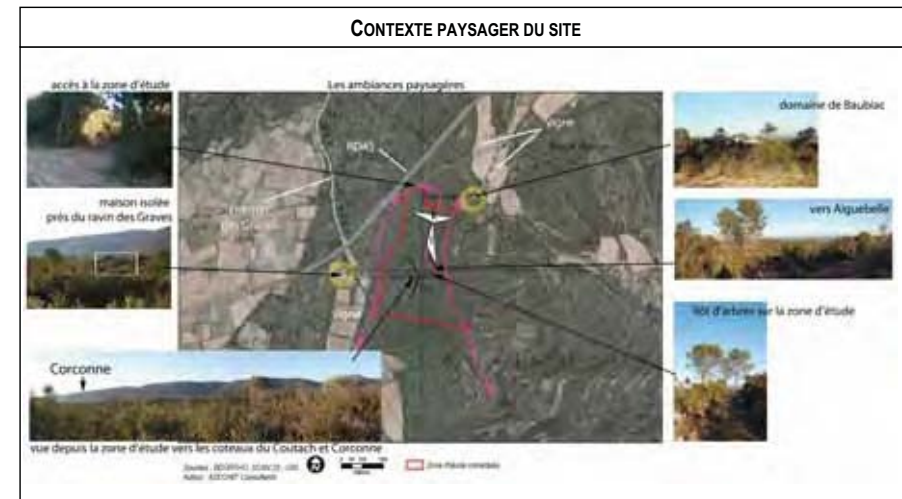 CONTEXTE PAYSAGER DU SITE
accès à la zone d'étude
Les ambiances paysagères
domaine de Baubiac
vigne
RD45
maison isolée
près du ravin des Graves
vers Aiguebelle
vigne
îlot d'arbres sur la zone d'étude
Corconne
vue depuis la zone d'étude vers les coteaux du Coutach et Corconne
Zone d'étude